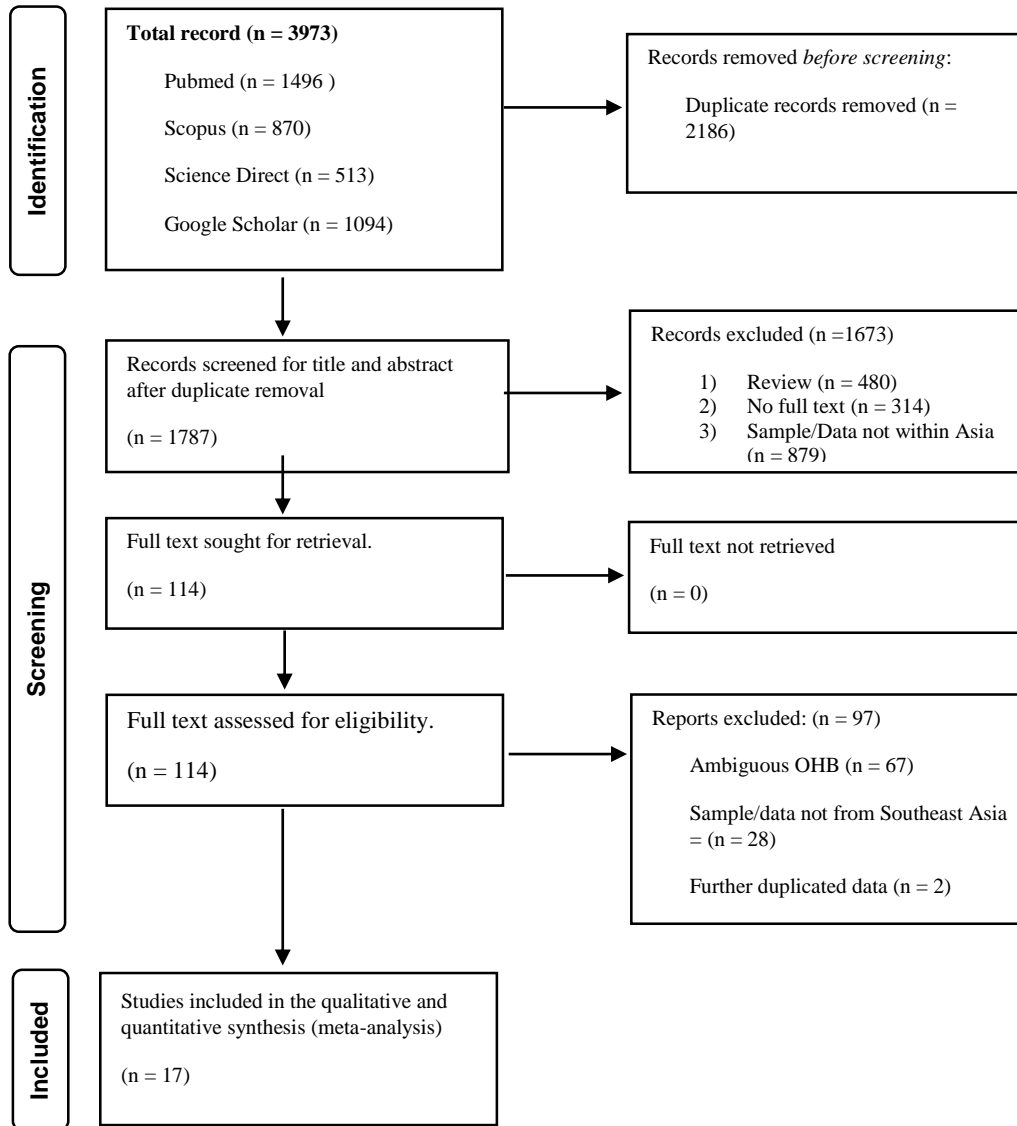 Identification
Total record (n = 3973)
Pubmed (n = 1496 )
Scopus (n = 870)
Science Direct (n = 513)
Google Scholar (n = 1094)
Records removed before screening:
Duplicate records removed (n =
2186)
Screening
Records screened for title and abstract
after duplicate removal
(n = 1787)
Records excluded (n =1673)
1) Review (n = 480)
2) No full text (n = 314)
3) Sample/Data not within Asia
(n = 879)
Full text sought for retrieval.
(n = 114)
Full text not retrieved
(n = 0)
Full text assessed for eligibility.
(n = 114)
Reports excluded: (n = 97)
Ambiguous OHB (n = 67)
Sample/data not from Southeast Asia
= (n = 28)
Further duplicated data (n = 2)
Included
Studies included in the qualitative and
quantitative synthesis (meta-analysis)
(n = 17)